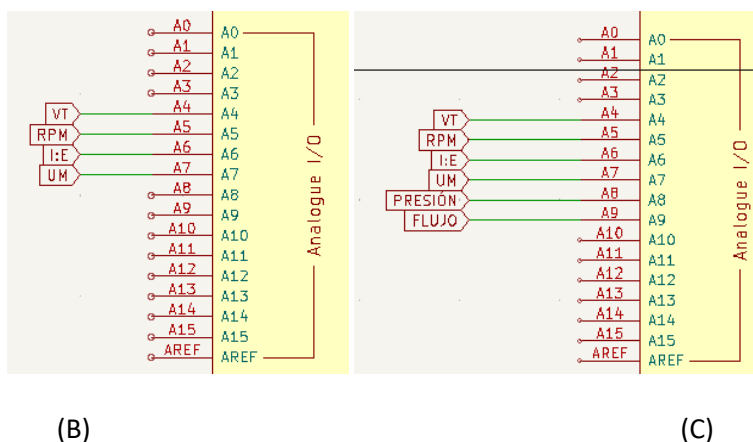 A0 A0
A1 A1
A2 A2
A3 A3
VT A4 A4
RPM A5 A5
I:E A6 A6
UM A7 A7
A8 A8
A9 A9
A10 A10
A11 A11
A12 A12
A13 A13
A14 A14
A15 A15
AREF AREF
Analogue I/O
(B)
A0 A0
A1 A1
A2 A2
A3 A3
VT A4 A4
RPM A5 A5
I:E A6 A6
UM A7 A7
PRESIÓN A8 A8
FLUJO A9 A9
A10 A10
A11 A11
A12 A12
A13 A13
A14 A14
A15 A15
AREF AREF
Analogue I/O
(C)